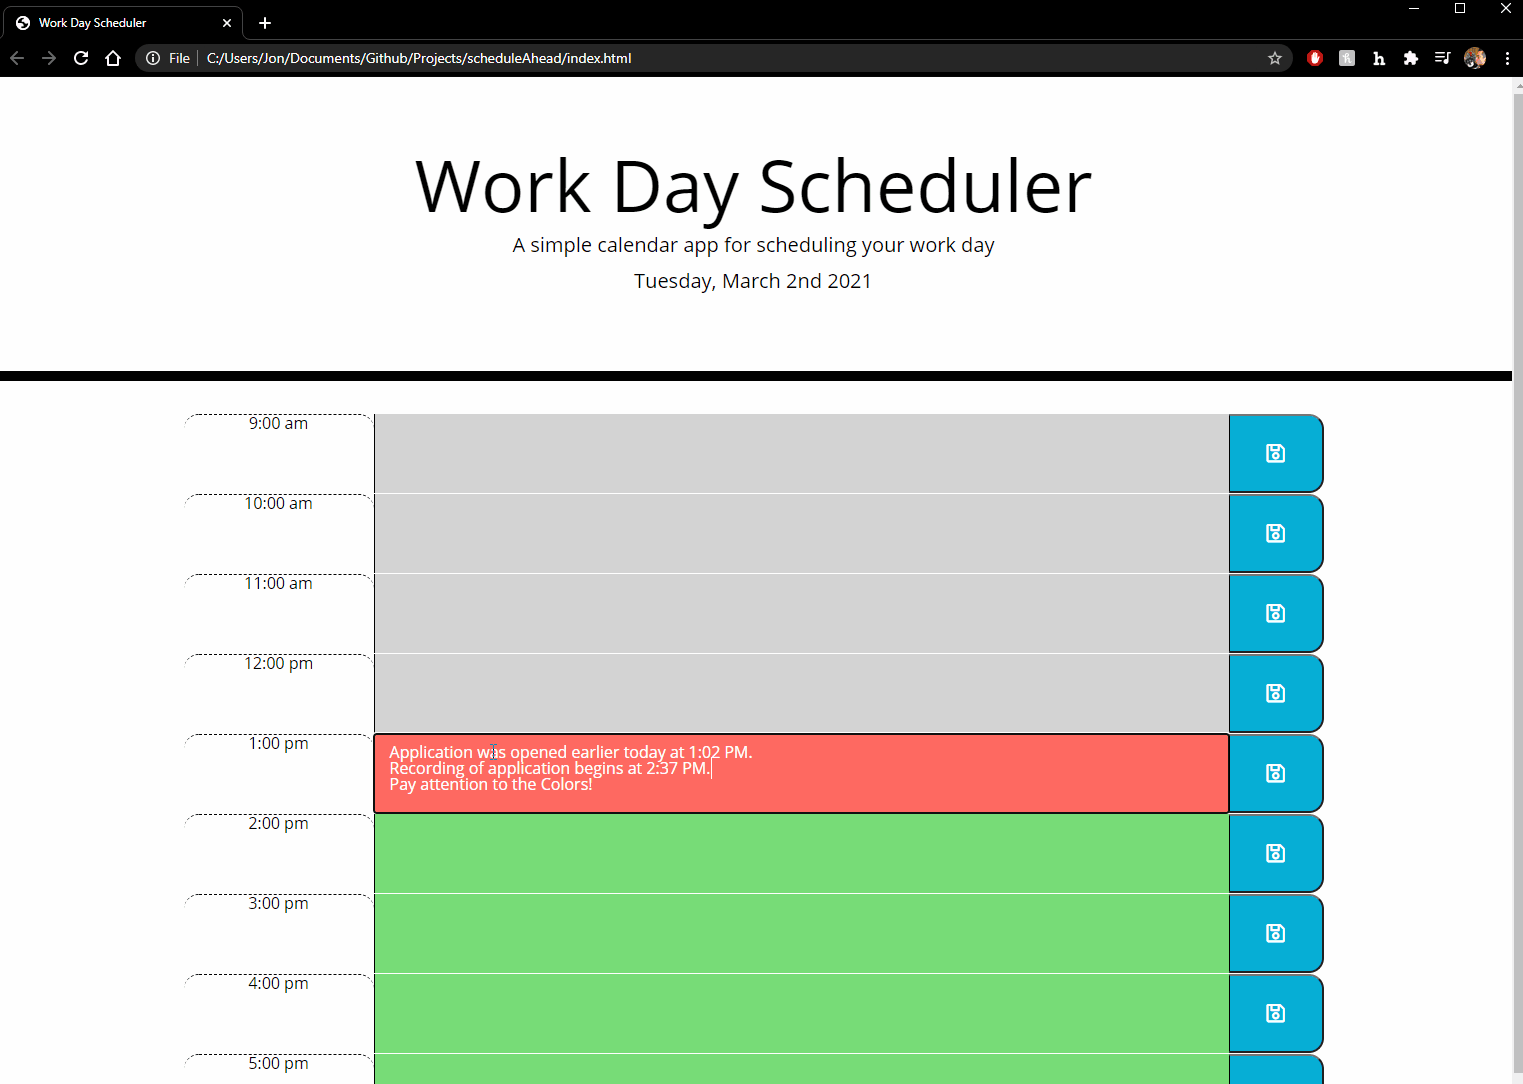 Work Day Scheduler
File
C:/Users/Jon/Documents/Github/Projects/scheduleAhead/index.html
Work Day Scheduler
A simple calendar app for scheduling your work day
Tuesday, March 2nd 2021
9:00 am
10:00 am
11:00 am
12:00 pm
1:00 pm
Application was opened earlier today at 1:02 PM.
Recording of application begins at 2:37 PM.
Pay attention to the Colors!
2:00 pm
3:00 pm
4:00 pm
5:00 pm